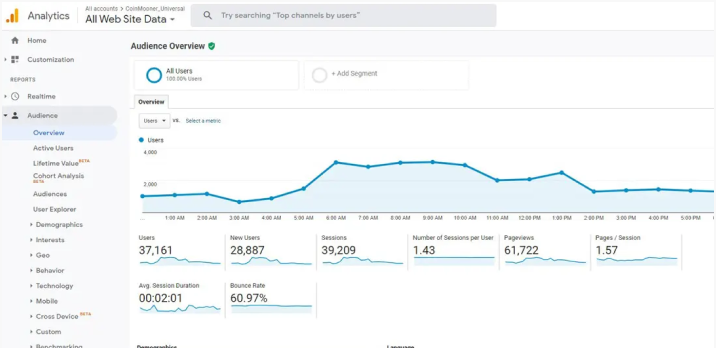 Analytics
All accounts > CoinMooner_Universal
All Web Site Data
Try searching "Top channels by users"
Home
Customization
REPORTS
Realtime
Audience
Overview
Active Users
Lifetime Value BETA
Cohort Analysis
BETA
Audiences
User Explorer
Demographics
Interests
Geo
Behavior
Technology
Mobile
Cross Device BETA
Custom
Benchmarking
Audience Overview
All Users
100.00% Users
+ Add Segment
Overview
Users
vs.
Select a metric
Users
4,000
2,000
... 1:00 AM 2:00 AM 3:00 AM 4:00 AM 5:00 AM 6:00 AM 7:00 AM 8:00 AM 9:00 AM 10:00 AM 11:00 AM 12:00 PM 1:00 PM 2:00 PM 3:00 PM 4:00 PM 5:00 PM
Users
37,161
New Users
28,887
Sessions
39,209
Number of Sessions per User
1.43
Pageviews
61,722
Pages / Session
1.57
Avg. Session Duration
00:02:01
Bounce Rate
60.97%
Demographics
Language